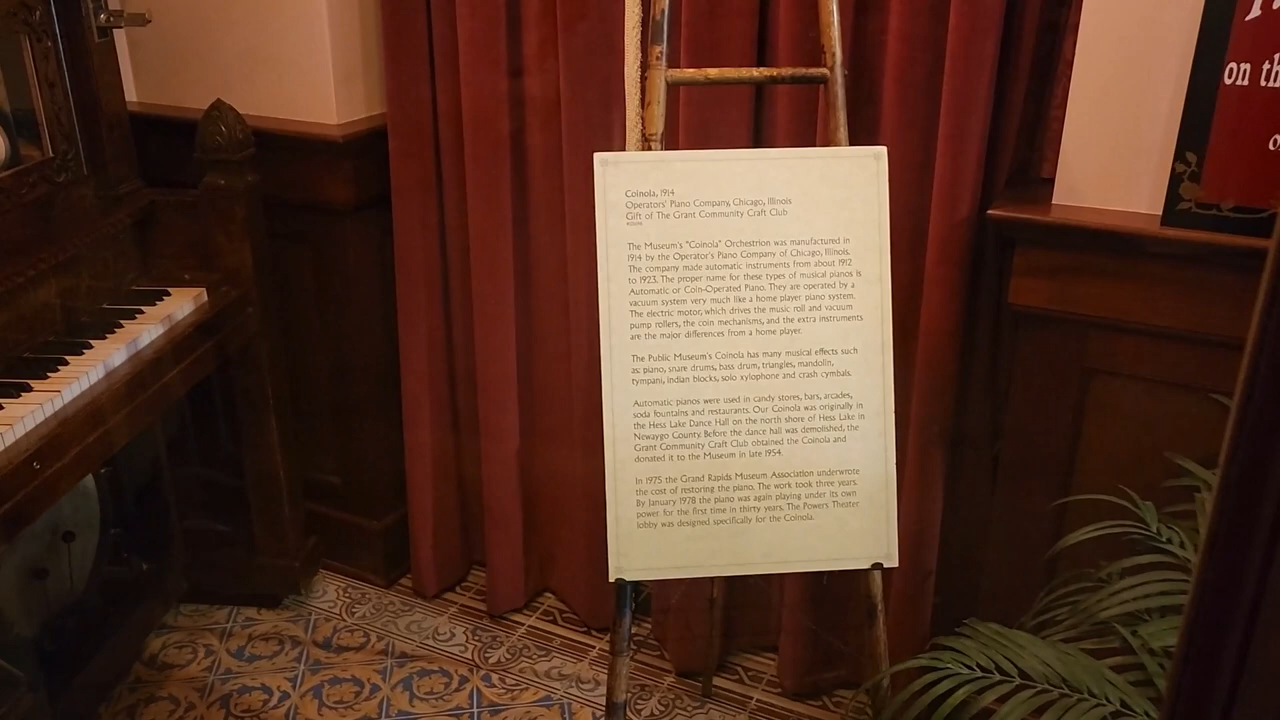 Coinola, 1914
Operators' Piano Company, Chicago, Illinois
Gift of The Grant Community Craft Club
The Museum's "Coinola" Orchestrion was manufactured in
1914 by the Operator's Piano Company of Chicago, Illinois.
The company made automatic instruments from about 1912
to 1923. The proper name for these types of musical pianos is
Automatic or Coin-Operated Piano. They are operated by a
vacuum system very much like a home player piano system.
The electric motor, which drives the music roll and vacuum
pump rollers, the coin mechanisms, and the extra instruments
are the major differences from a home player.
The Public Museum's Coinola has many musical effects such
as: piano, snare drums, bass drum, triangles, mandolin,
tympani, indian blocks, solo xylophone and crash cymbals.
Automatic pianos were used in candy stores, bars, arcades,
soda fountains and restaurants. Our Coinola was originally in
the Hess Lake Dance Hall on the north shore of Hess Lake in
Newaygo County. Before the dance hall was demolished, the
Grant Community Craft Club obtained the Coinola and
donated it to the Museum in late 1954.
In 1975 the Grand Rapids Museum Association underwrote
the cost of restoring the piano. The work took three years.
By January 1978 the piano was again playing under its own
power for the first time in thirty years. The Powers Theater
lobby was designed specifically for the Coinola.
on th